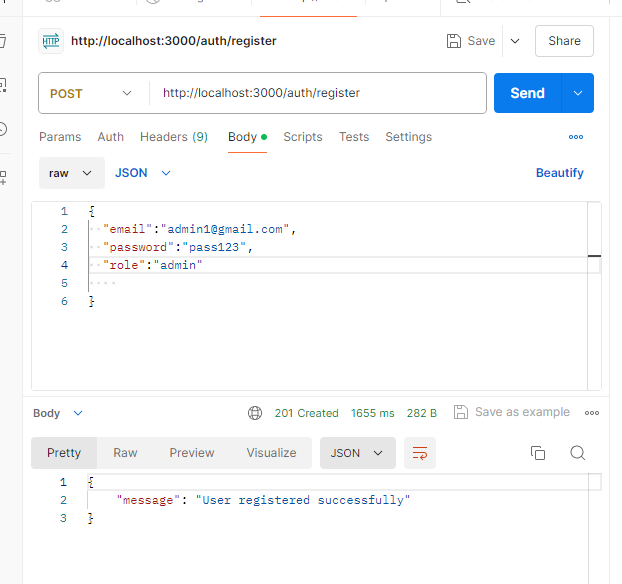 HTTP http://localhost:3000/auth/register Save Share
POST http://localhost:3000/auth/register Send
Params Auth Headers (9) Body Scripts Tests Settings
raw JSON Beautify
1 {
2 "email":"admin1@gmail.com",
3 "password":"pass123",
4 "role":"admin"
5
6 }
Body 201 Created 1655 ms 282 B Save as example
Pretty Raw Preview Visualize JSON
1 {
2 "message": "User registered successfully"
3 }